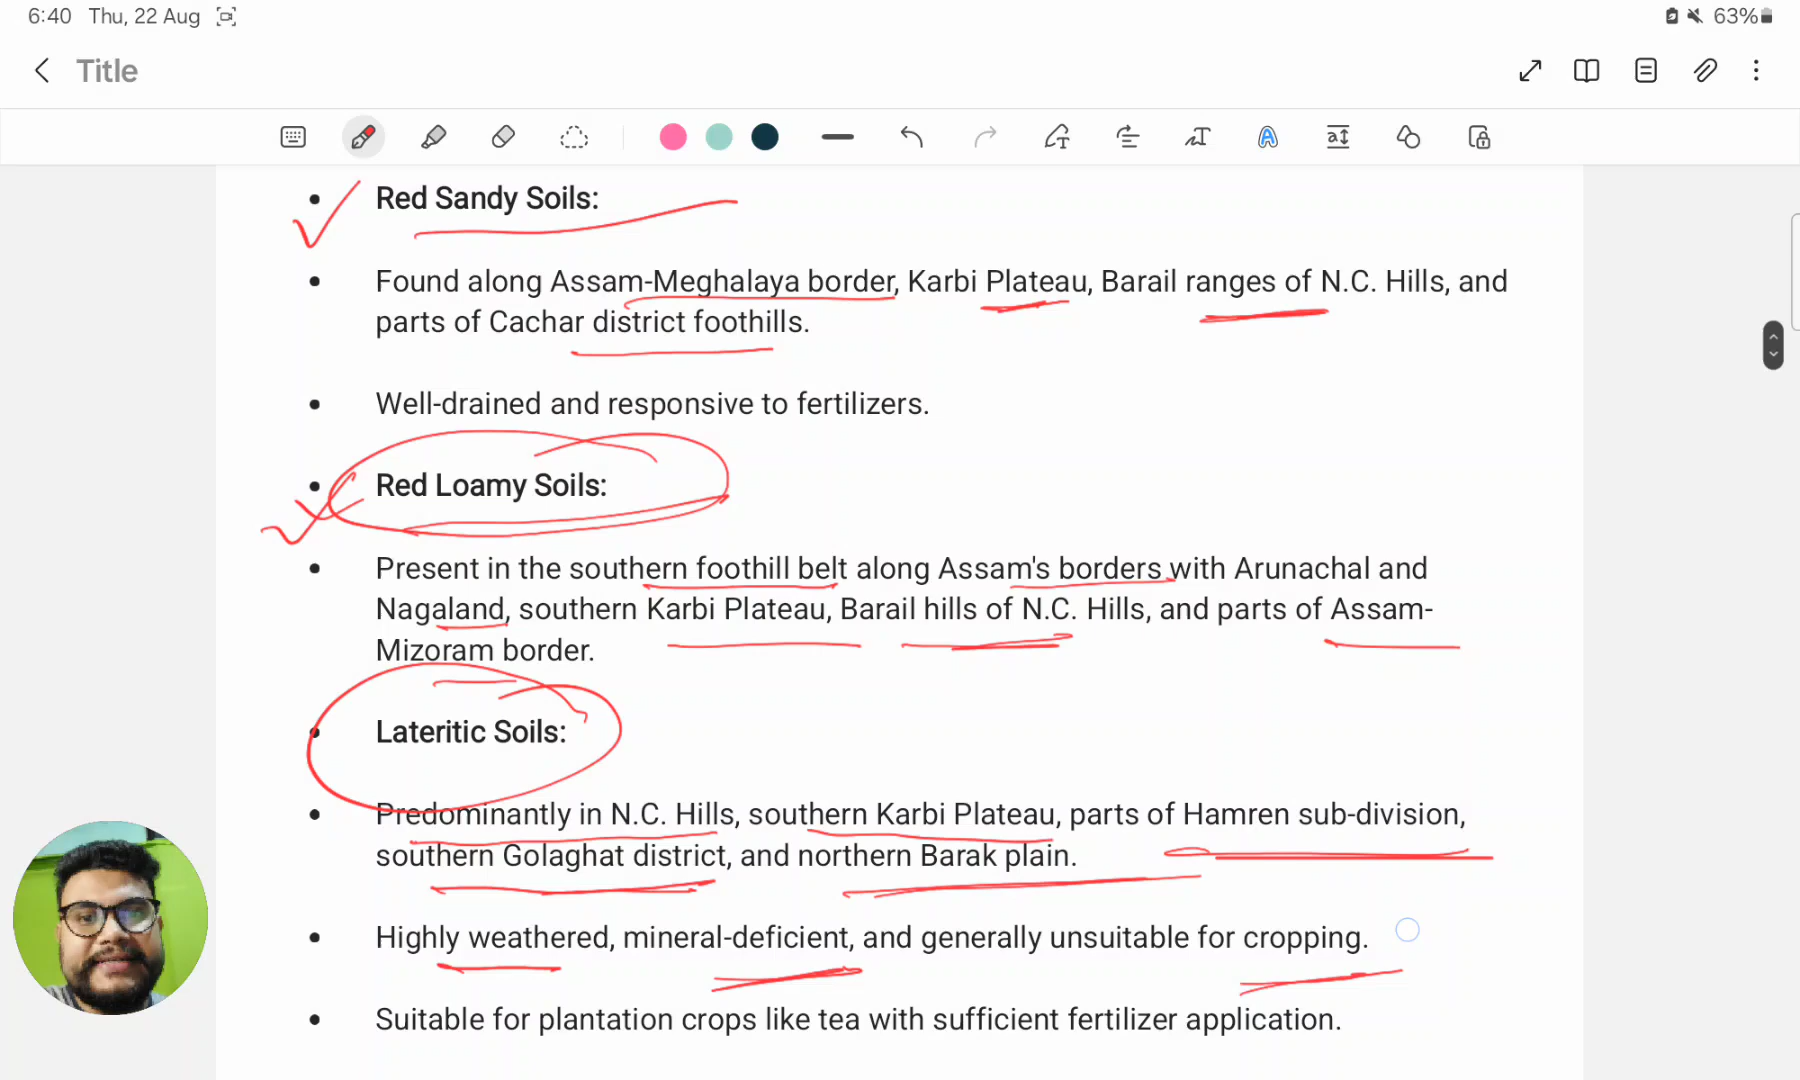 6:40 Thu, 22 Aug 63%
Title
• Red Sandy Soils:
• Found along Assam-Meghalaya border, Karbi Plateau, Barail ranges of N.C. Hills, and
parts of Cachar district foothills.
• Well-drained and responsive to fertilizers.
• Red Loamy Soils:
• Present in the southern foothill belt along Assam's borders with Arunachal and
Nagaland, southern Karbi Plateau, Barail hills of N.C. Hills, and parts of Assam-
Mizoram border.
• Lateritic Soils:
• Predominantly in N.C. Hills, southern Karbi Plateau, parts of Hamren sub-division,
southern Golaghat district, and northern Barak plain.
• Highly weathered, mineral-deficient, and generally unsuitable for cropping.
• Suitable for plantation crops like tea with sufficient fertilizer application.